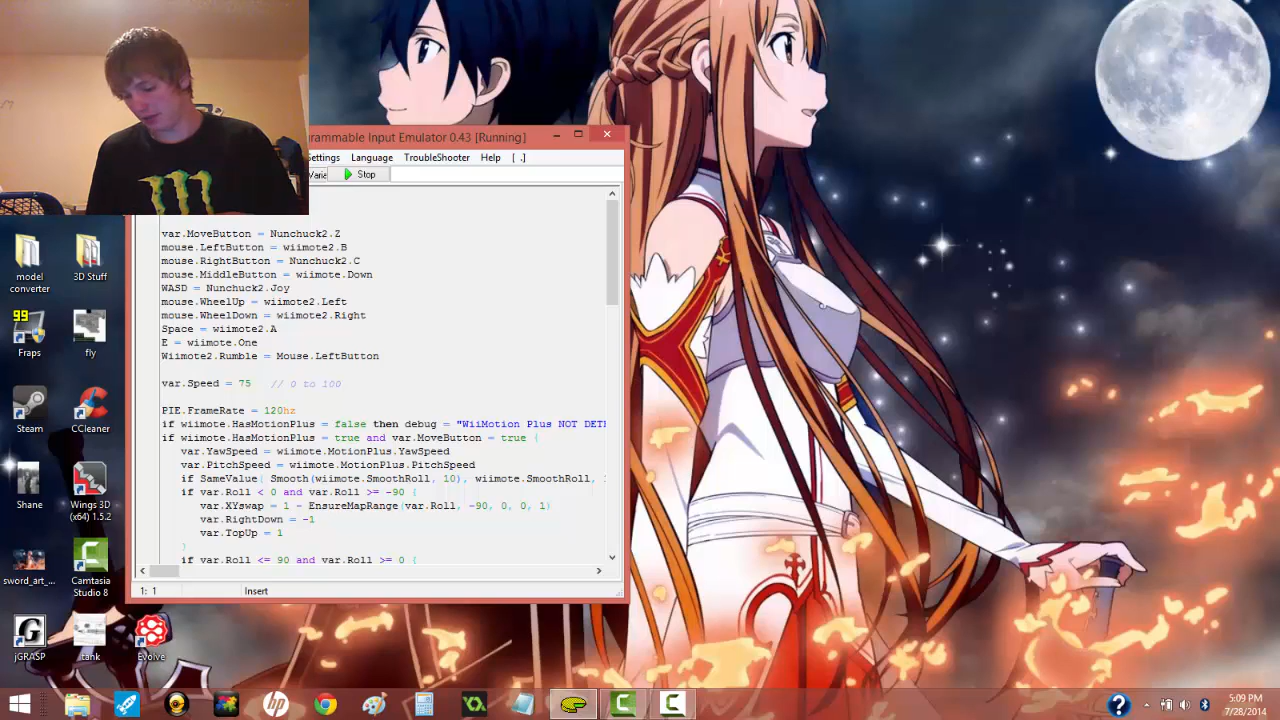 grammable Input Emulator 0.43 [Running]
Settings Language TroubleShooter Help [ .]
Stop
var.MoveButton = Nunchuck2.Z
mouse.LeftButton = wiimote2.B
mouse.RightButton = Nunchuck2.C
mouse.MiddleButton = wiimote.Down
WASD = Nunchuck2.Joy
mouse.WheelUp = wiimote2.Left
mouse.WheelDown = wiimote2.Right
Space = wiimote2.A
E = wiimote.One
Wiimote2.Rumble = Mouse.LeftButton
var.Speed = 75 // 0 to 100
PIE.FrameRate = 120hz
if wiimote.HasMotionPlus = false then debug = "WiiMotion Plus NOT DETE
if wiimote.HasMotionPlus = true and var.MoveButton = true {
var.YawSpeed = wiimote.MotionPlus.YawSpeed
var.PitchSpeed = wiimote.MotionPlus.PitchSpeed
if SameValue( Smooth(wiimote.SmoothRoll, 10), wiimote.SmoothRoll,
if var.Roll < 0 and var.Roll >= -90 {
var.XYswap = 1 - EnsureMapRange(var.Roll, -90, 0, 0, 1)
var.RightDown = -1
var.TopUp = 1
}
if var.Roll <= 90 and var.Roll >= 0 {
1: 1 Insert
model converter
3D Stuff
99
Fraps
fly
Steam
CCleaner
Shane
Wings 3D (x64) 1.5.2
sword_art_...
Camtasia Studio 8
G
jGRASP
tank
Evolve
5:09 PM
7/28/2014